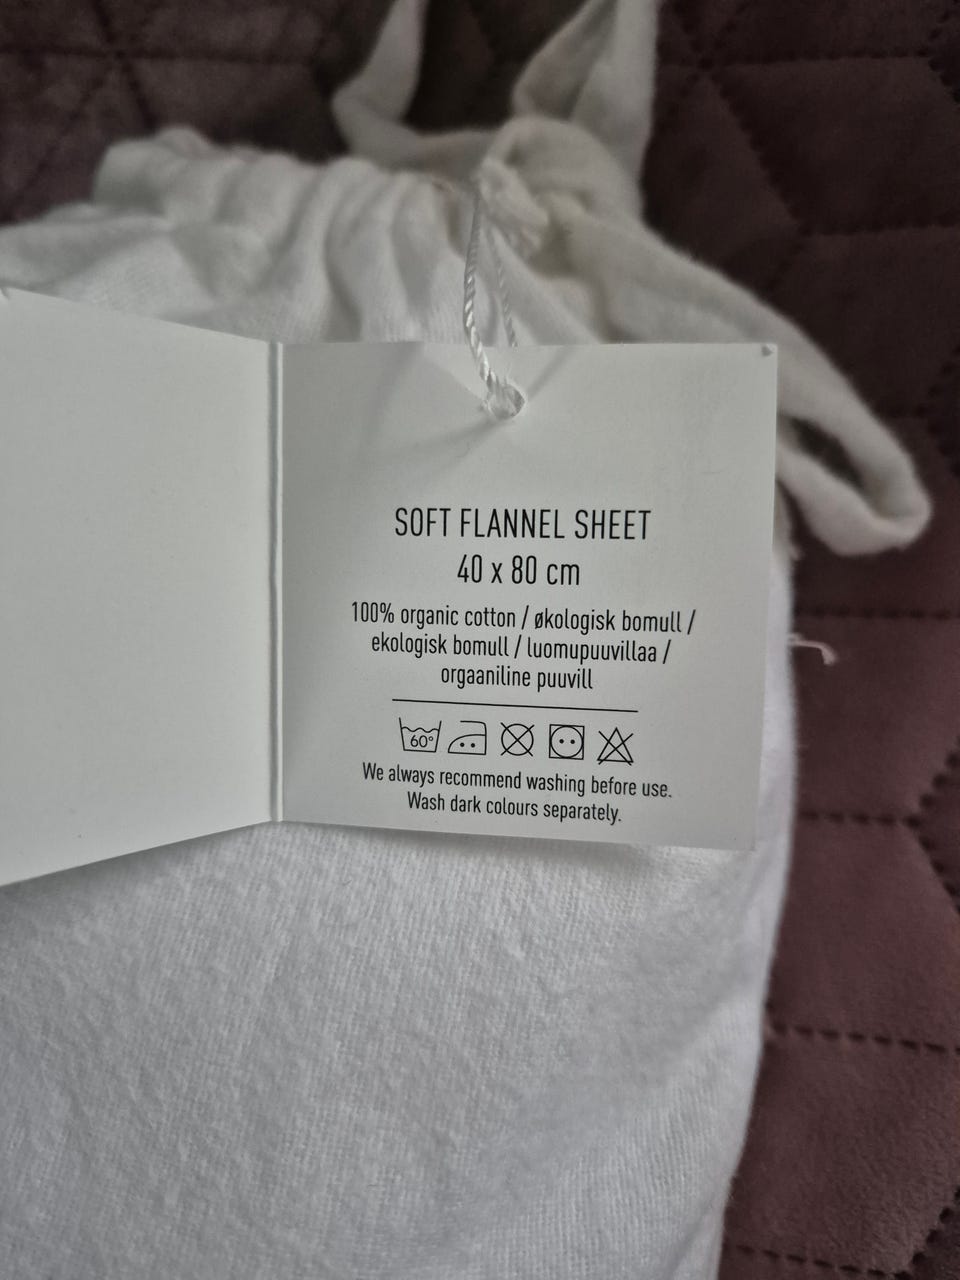 SOFT FLANNEL SHEET
40 x 80 cm
100% organic cotton / økologisk bomull /
ekologisk bomull / luomupuuvillaa /
orgaaniline puuvill
60°
We always recommend washing before use.
Wash dark colours separately.